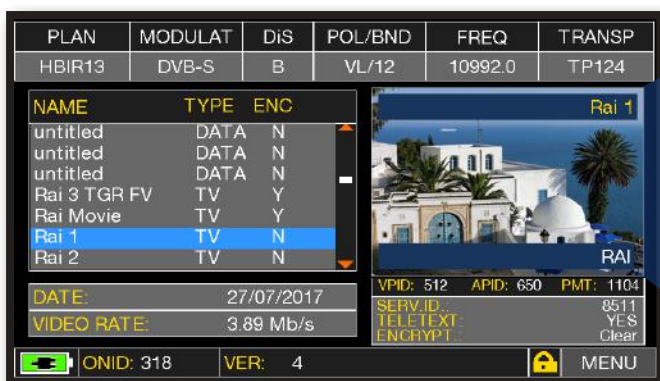 PLAN MODULAT DiS POL/BND FREQ TRANSP
HBIR13 DVB-S B VL/12 10992.0 TP124
NAME TYPE ENC
untitled DATA N
untitled DATA N
untitled DATA N
Rai 3 TGR FV TV Y
Rai Movie TV Y
Rai 1 TV N
Rai 2 TV N
DATE: 27/07/2017
VIDEO RATE: 3.89 Mb/s
Rai 1
RAI
VPID: 512 APID: 650 PMT: 1104
SERV.ID.: 8511
TELETEXT: YES
ENCRYPT.: Clear
ONID: 318 VER: 4 MENU